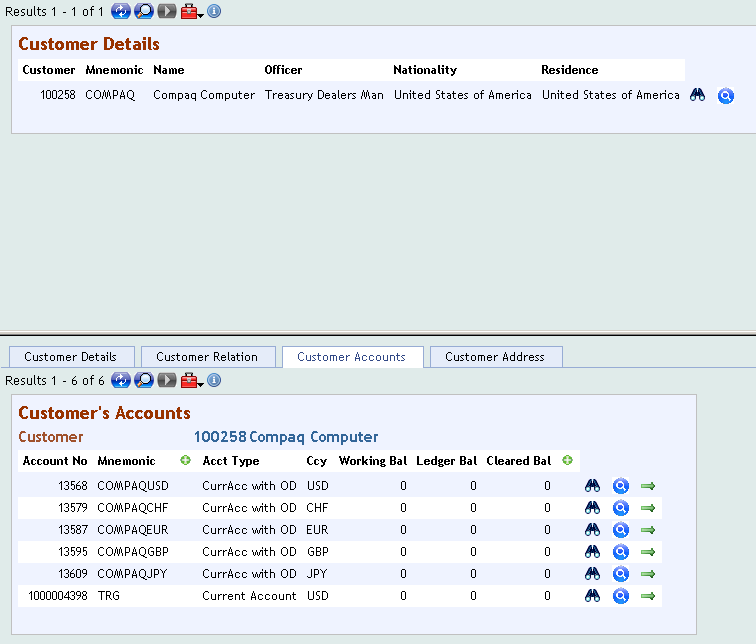 Results 1 - 1 of 1
Customer Details
Customer Mnemonic Name Officer Nationality Residence
100258 COMPAQ Compaq Computer Treasury Dealers Man United States of America United States of America
Customer Details Customer Relation Customer Accounts Customer Address
Results 1 - 6 of 6
Customer's Accounts
Customer 100258 Compaq Computer
Account No Mnemonic Acct Type Ccy Working Bal Ledger Bal Cleared Bal
13568 COMPAQUSD CurrAcc with OD USD 0 0 0
13579 COMPAQCHF CurrAcc with OD CHF 0 0 0
13587 COMPAQEUR CurrAcc with OD EUR 0 0 0
13595 COMPAQGBP CurrAcc with OD GBP 0 0 0
13609 COMPAQJPY CurrAcc with OD JPY 0 0 0
1000004398 TRG Current Account USD 0 0 0